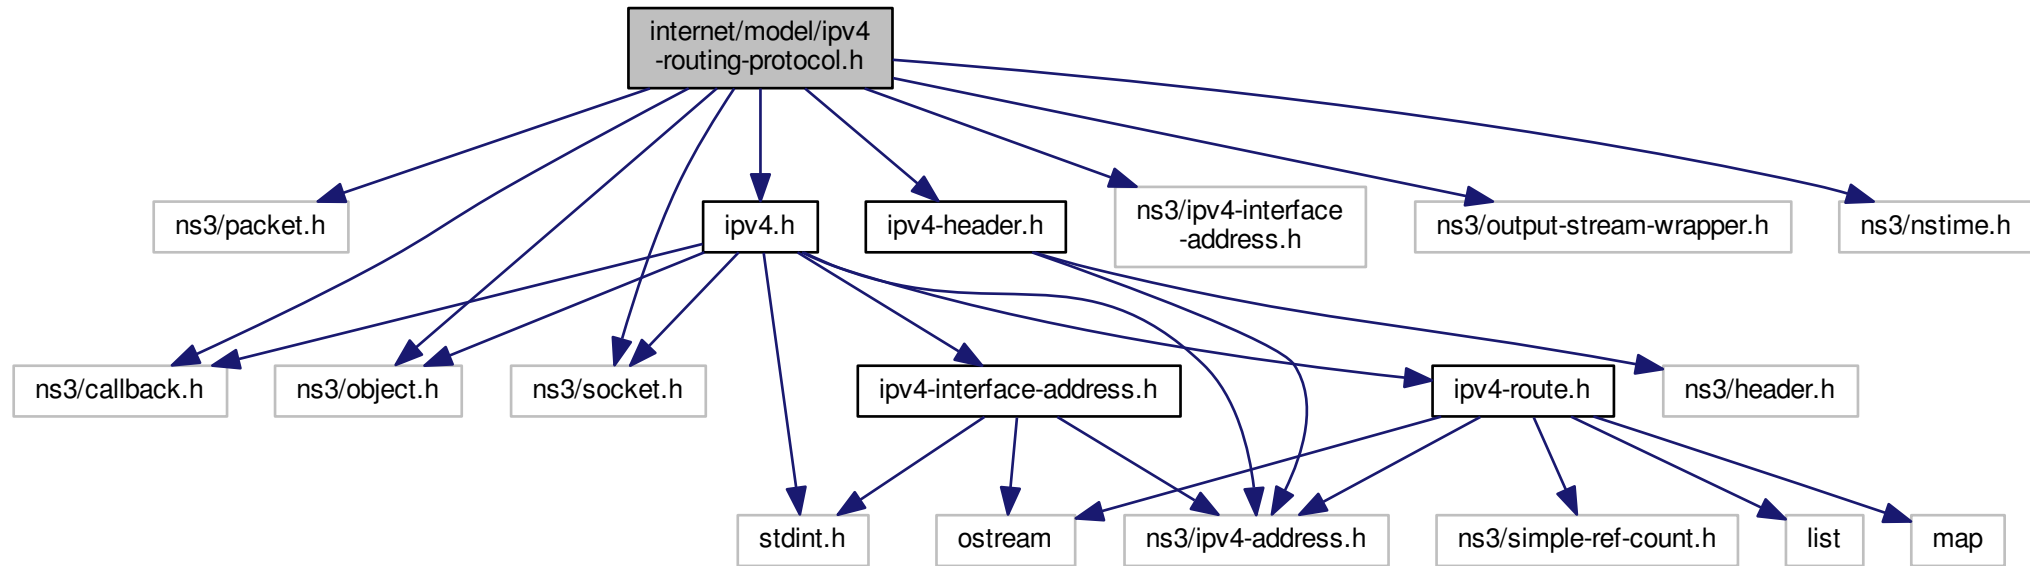 internet/model/ipv4
-routing-protocol.h
ns3/packet.h
ipv4.h
ipv4-header.h
ns3/ipv4-interface
-address.h
ns3/output-stream-wrapper.h
ns3/nstime.h
ns3/callback.h
ns3/object.h
ns3/socket.h
ipv4-interface-address.h
ipv4-route.h
ns3/header.h
stdint.h
ostream
ns3/ipv4-address.h
ns3/simple-ref-count.h
list
map